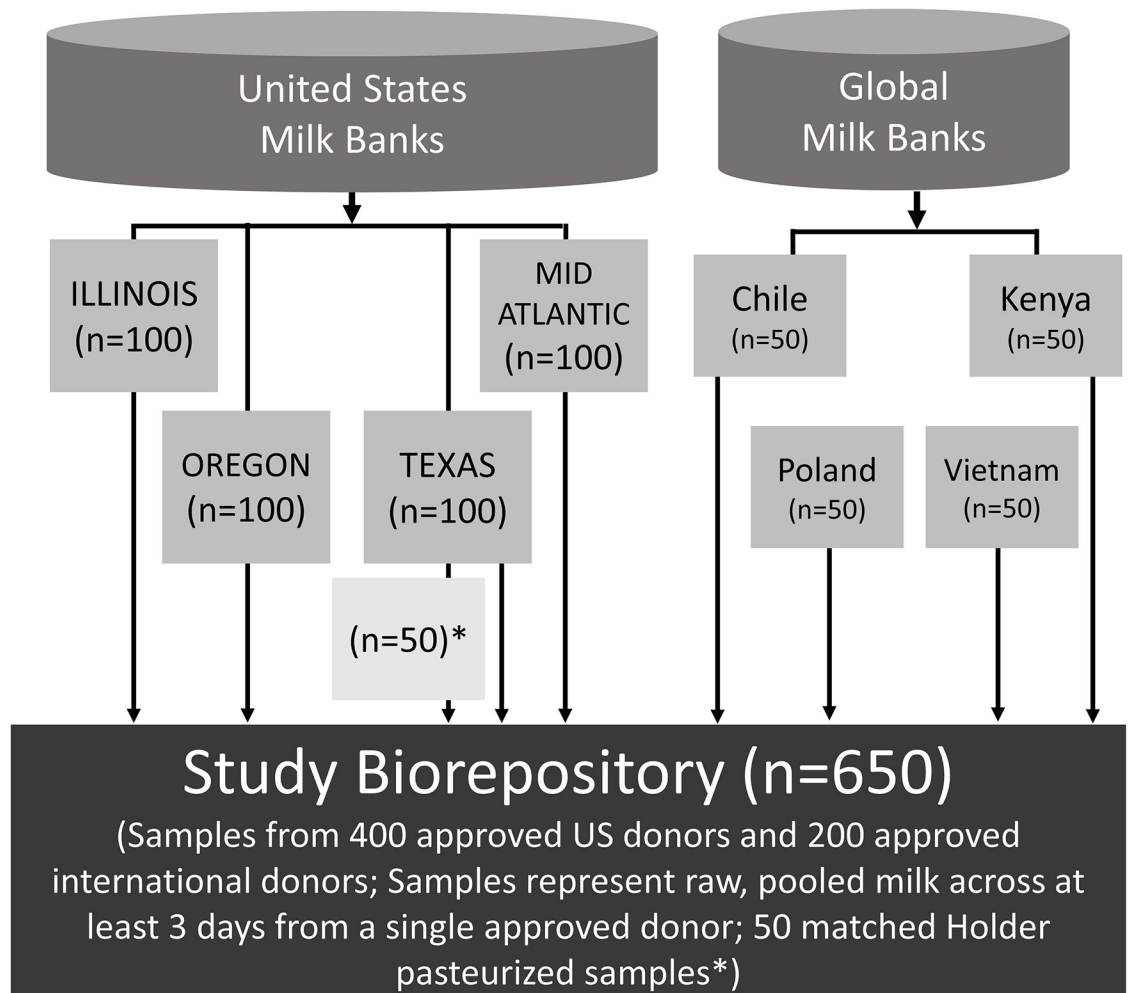 United States
Milk Banks
Global
Milk Banks
ILLINOIS
(n=100)
MID
ATLANTIC
(n=100)
Chile
(n=50)
Kenya
(n=50)
OREGON
(n=100)
TEXAS
(n=100)
Poland
(n=50)
Vietnam
(n=50)
(n=50)*
Study Biorepository (n=650)
(Samples from 400 approved US donors and 200 approved
international donors; Samples represent raw, pooled milk across at
least 3 days from a single approved donor; 50 matched Holder
pasteurized samples*)